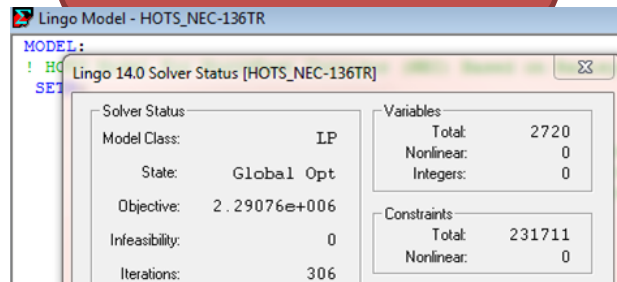 Lingo Model - HOTS_NEC-136TR
MODEL:
! HO
Lingo 14.0 Solver Status [HOTS_NEC-136TR]
SET
Solver Status
Model Class: LP
State: Global Opt
Objective: 2.29076e+006
Infeasibility: 0
Iterations: 306
Variables
Total: 2720
Nonlinear: 0
Integers: 0
Constraints
Total: 231711
Nonlinear: 0